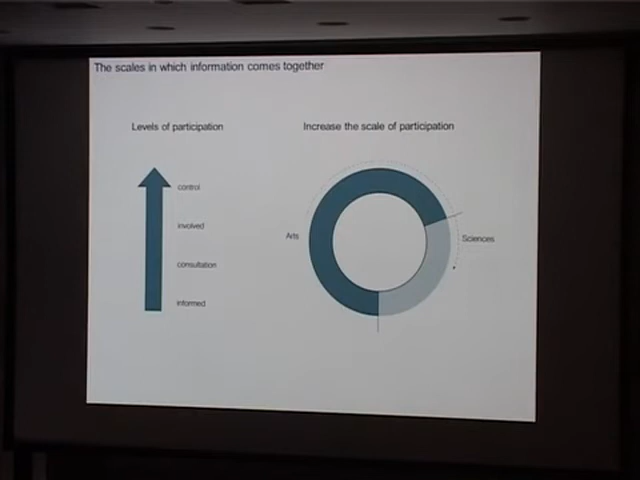 The scales in which information comes together
Levels of participation
Increase the scale of participation
control
involved
consultation
informed
Arts
Sciences